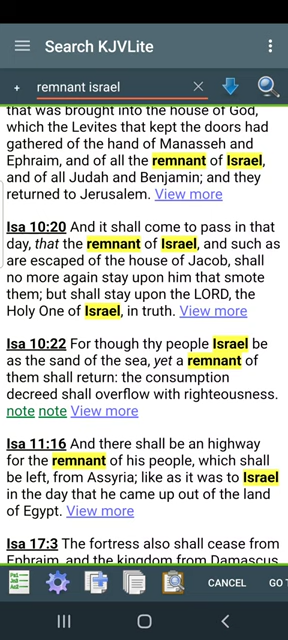 Search KJVLite
+ remnant israel
that was brought into the house of God,
which the Levites that kept the doors had
gathered of the hand of Manasseh and
Ephraim, and of all the remnant of Israel,
and of all Judah and Benjamin; and they
returned to Jerusalem. View more
Isa 10:20 And it shall come to pass in that
day, that the remnant of Israel, and such as
are escaped of the house of Jacob, shall
no more again stay upon him that smote
them; but shall stay upon the LORD, the
Holy One of Israel, in truth. View more
Isa 10:22 For though thy people Israel be
as the sand of the sea, yet a remnant of
them shall return: the consumption
decreed shall overflow with righteousness.
note note View more
Isa 11:16 And there shall be an highway
for the remnant of his people, which shall
be left, from Assyria; like as it was to Israel
in the day that he came up out of the land
of Egypt. View more
Isa 17:3 The fortress also shall cease from
Ephraim, and the kingdom from Damascus
CANCEL GO T